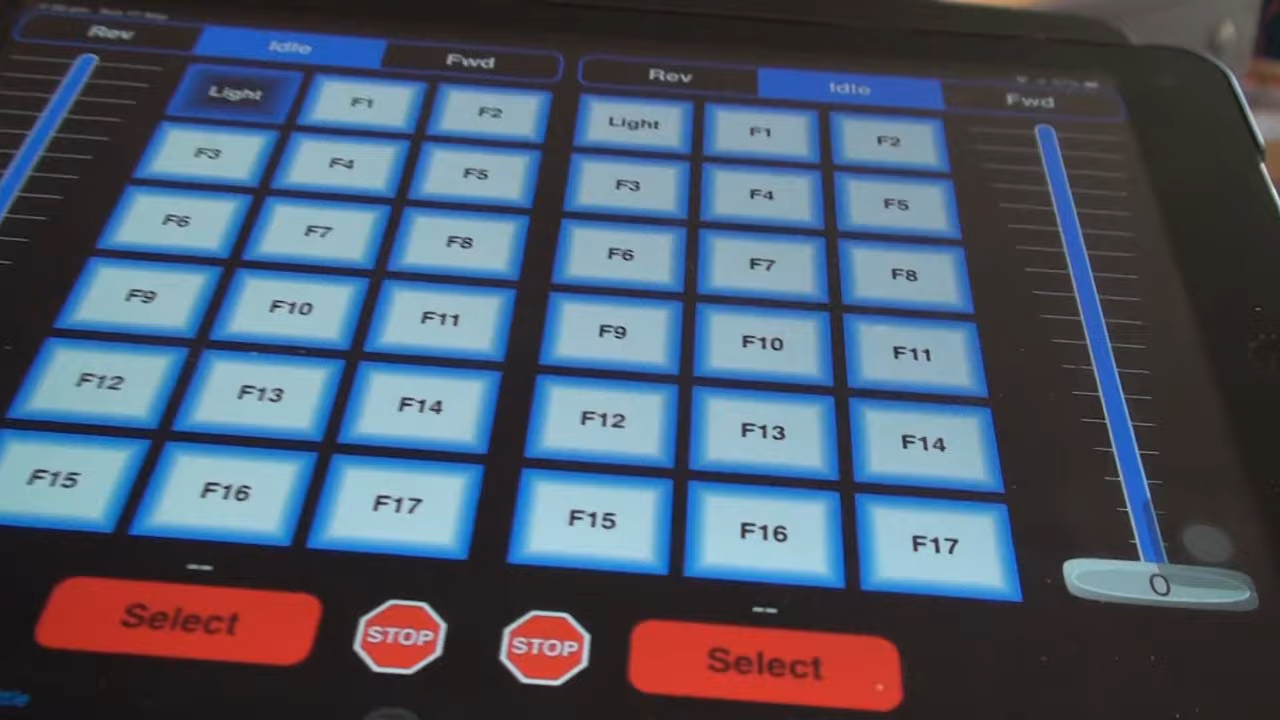 Rev Idle Fwd Rev Idle Fwd
Light F1 F2 Light F1 F2
F3 F4 F5 F3 F4 F5
F6 F7 F8 F6 F7 F8
F9 F10 F11 F9 F10 F11
F12 F13 F14 F12 F13 F14
F15 F16 F17 F15 F16 F17
0
-- --
Select STOP STOP Select